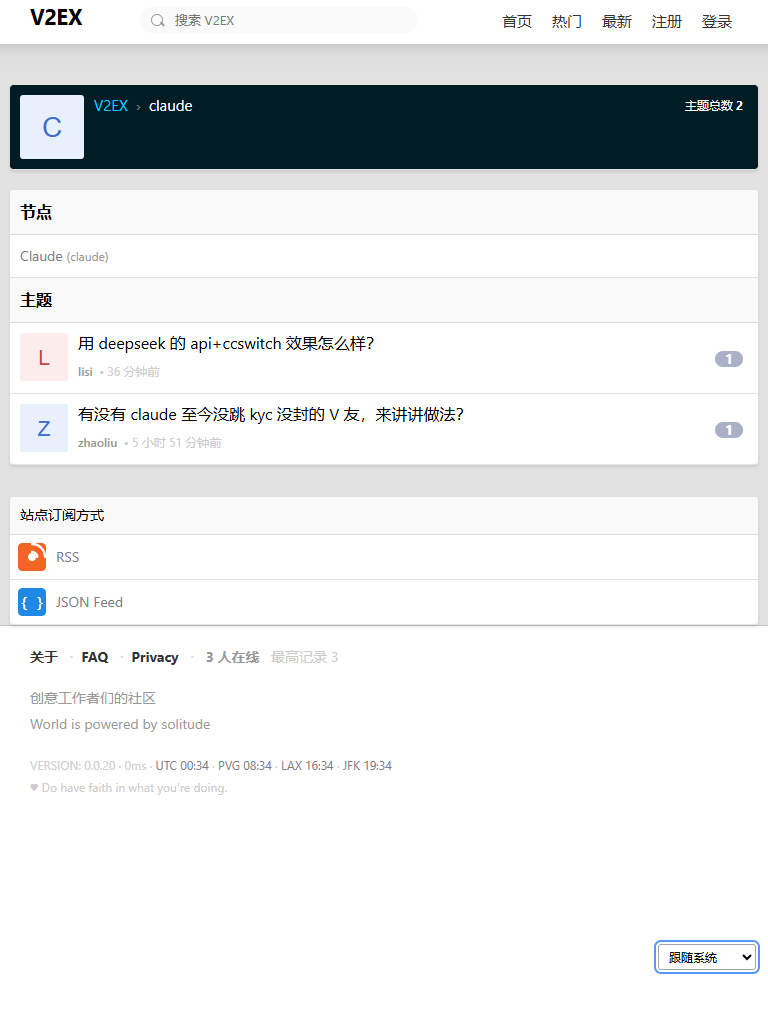 V2EX 搜索 V2EX 首页 热门 最新 注册 登录
C V2EX › claude 主题总数 2
节点
Claude (claude)
主题
L 用 deepseek 的 api+ccswitch 效果怎么样? 1
lisi • 36 分钟前
Z 有没有 claude 至今没跳 kyc 没封的 V 友，来讲讲做法? 1
zhaoliu • 5 小时 51 分钟前
站点订阅方式
RSS
{ } JSON Feed
关于 · FAQ · Privacy · 3 人在线 最高记录 3
创意工作者们的社区
World is powered by solitude
VERSION: 0.0.20 · 0ms · UTC 00:34 · PVG 08:34 · LAX 16:34 · JFK 19:34
♥ Do have faith in what you're doing.
跟随系统